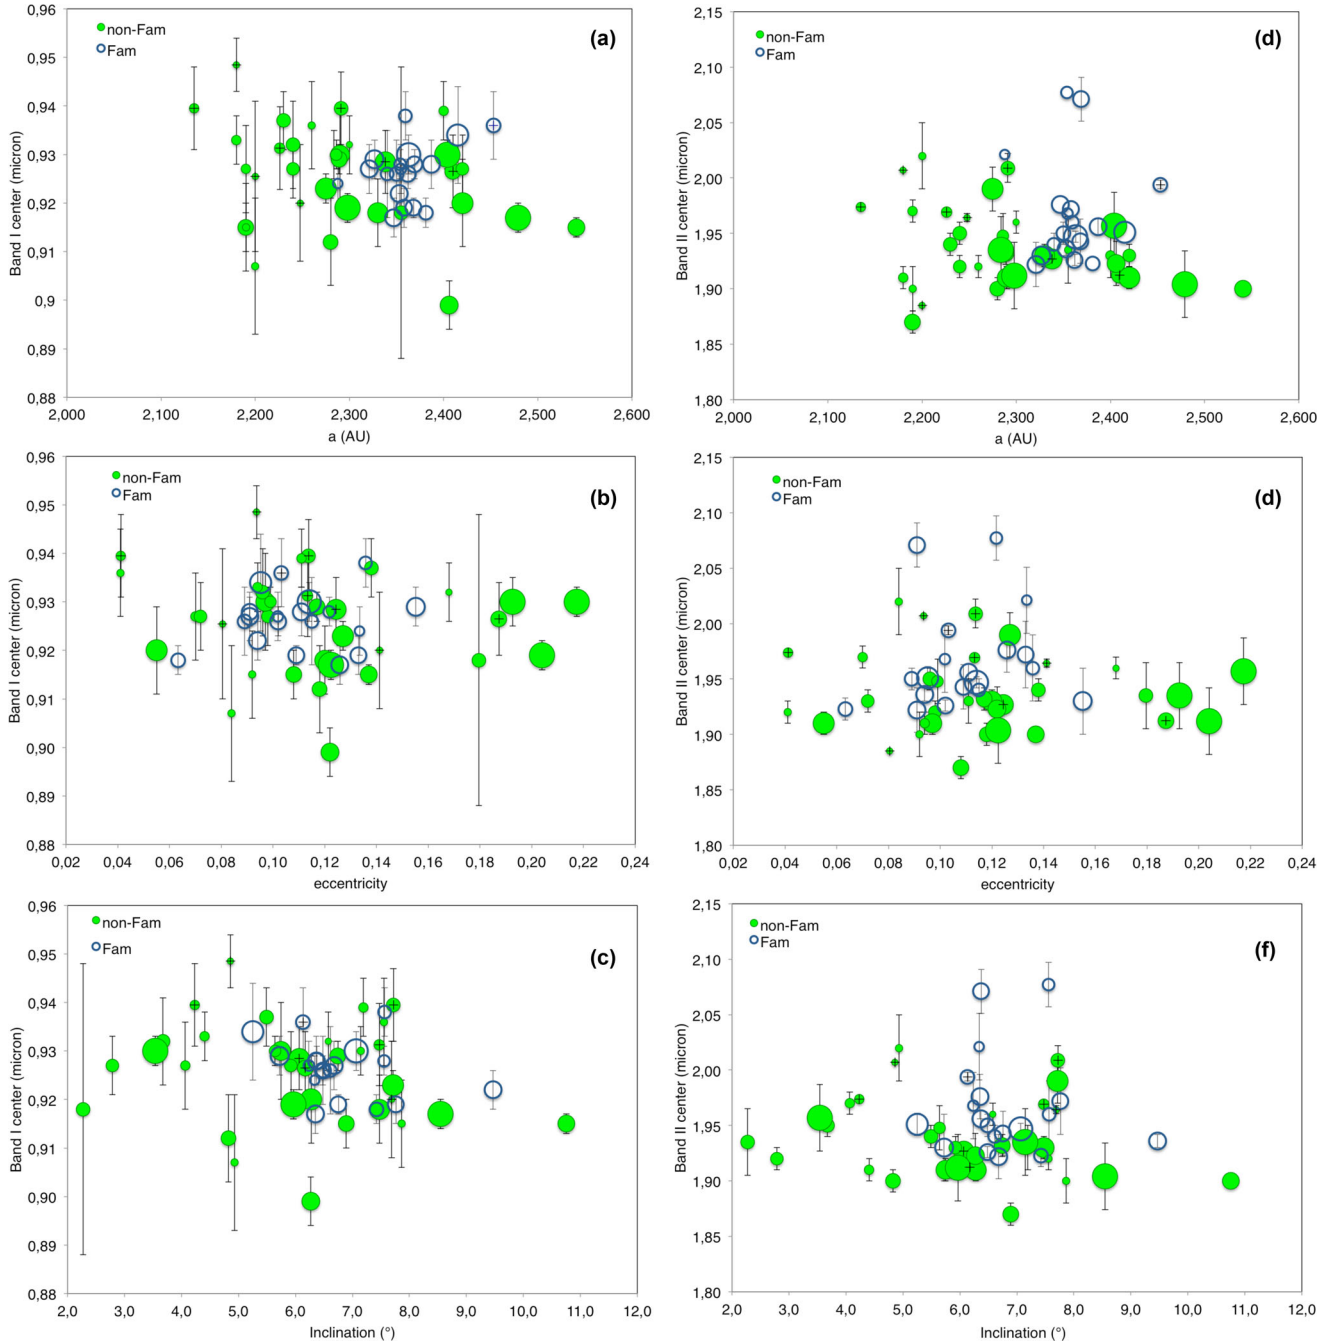 0,96
0,95
0,94
0,93
0,92
0,91
0,9
0,89
0,88
Band I center (micron)
non-Fam
Fam
(a)
2,000 2,100 2,200 2,300 2,400 2,500 2,600
a (AU)
2,15
2,10
2,05
2,00
1,95
1,90
1,85
1,80
Band II center (micron)
non-Fam
Fam
(d)
2,000 2,100 2,200 2,300 2,400 2,500 2,600
a (AU)
0,96
0,95
0,94
0,93
0,92
0,91
0,90
0,89
0,88
Band I center (micron)
non-Fam
Fam
(b)
0,02 0,04 0,06 0,08 0,10 0,12 0,14 0,16 0,18 0,20 0,22 0,24
eccentricity
2,15
2,10
2,05
2,00
1,95
1,90
1,85
1,80
Band II center (micron)
non-Fam
Fam
(d)
0,02 0,04 0,06 0,08 0,10 0,12 0,14 0,16 0,18 0,20 0,22 0,24
eccentricity
0,96
0,95
0,94
0,93
0,92
0,91
0,90
0,89
0,88
Band I center (micron)
non-Fam
Fam
(c)
2,0 3,0 4,0 5,0 6,0 7,0 8,0 9,0 10,0 11,0 12,0
Inclination (°)
2,15
2,10
2,05
2,00
1,95
1,90
1,85
1,80
Band II center (micron)
non-Fam
Fam
(f)
2,0 3,0 4,0 5,0 6,0 7,0 8,0 9,0 10,0 11,0 12,0
Inclination (°)